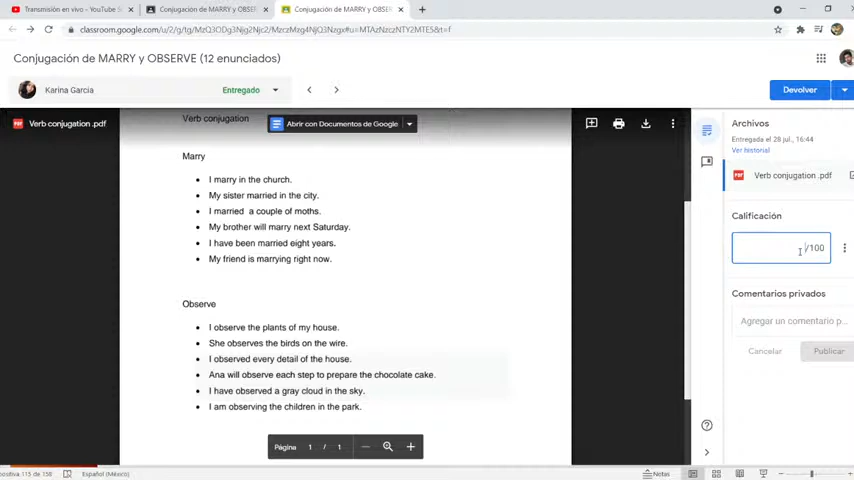 Transmisión en vivo - YouTube S
Conjugación de MARRY y OBSER
Conjugación de MARRY y OBSER
classroom.google.com/u/2/g/tg/MzQ3ODg3Njg2Njc2/MzczMzg4NjQ3Nzgx#u=MTAzNzczNTY2MTE5&t=f
Conjugación de MARRY y OBSERVE (12 enunciados)
Karina Garcia
Entregado
Devolver
Verb conjugation .pdf
Verb conjugation
Abrir con Documentos de Google
Marry
• I marry in the church.
• My sister married in the city.
• I married a couple of moths.
• My brother will marry next Saturday.
• I have been married eight years.
• My friend is marrying right now.
Observe
• I observe the plants of my house.
• She observes the birds on the wire.
• I observed every detail of the house.
• Ana will observe each step to prepare the chocolate cake.
• I have observed a gray cloud in the sky.
• I am observing the children in the park.
Página 1 / 1
Archivos
Entregada el 28 jul., 16:44
Ver historial
Verb conjugation .pdf
Calificación
/100
Comentarios privados
Agregar un comentario p...
Cancelar
Publicar
positiva 115 de 158
Español (México)
Notas